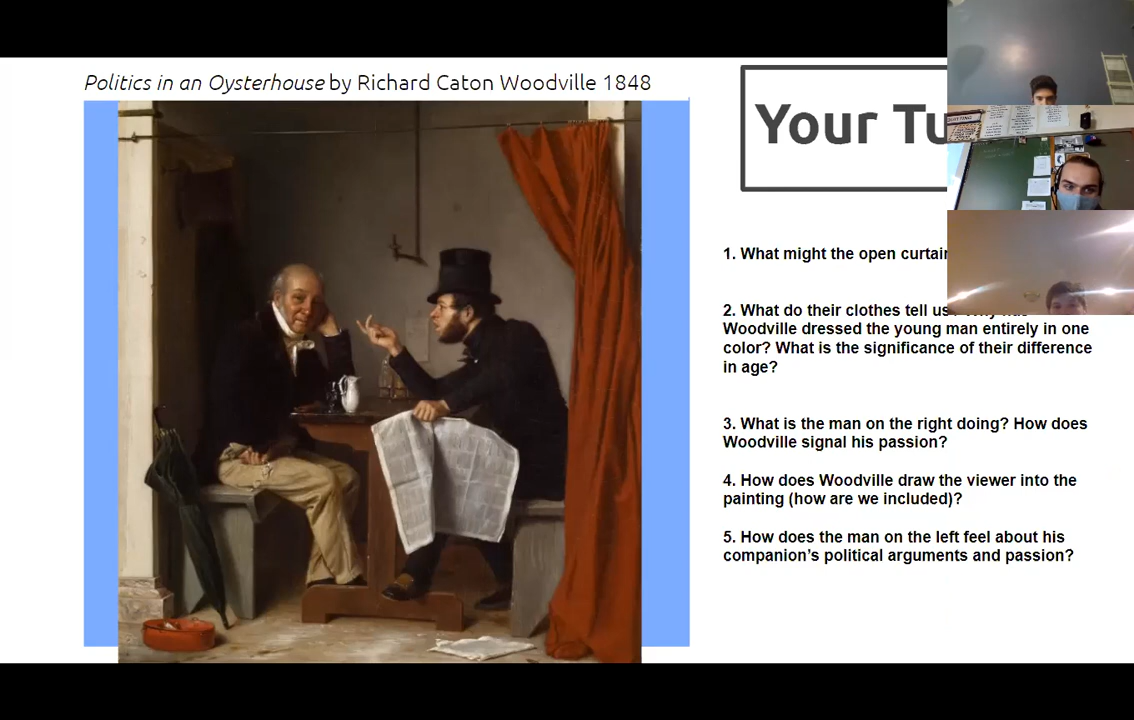 Politics in an Oysterhouse by Richard Caton Woodville 1848
Your
1. What might the open
2. What do their clothes tell us
Woodville dressed the young man entirely in one
color? What is the significance of their difference
in age?
3. What is the man on the right doing? How does
Woodville signal his passion?
4. How does Woodville draw the viewer into the
painting (how are we included)?
5. How does the man on the left feel about his
companion's political arguments and passion?